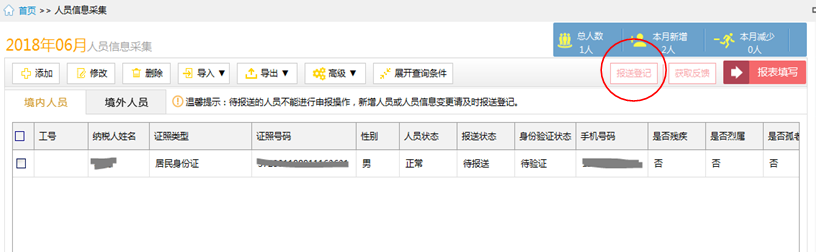 首页 >> 人员信息采集
2018年06月人员信息采集
总人数 1人 本月新增 2人 本月减少 0人
添加 修改 删除 导入▼ 导出▼ 高级▼ 展开查询条件 报送登记 获取反馈 报表填写
境内人员 境外人员 温馨提示：待报送的人员不能进行申报操作，新增人员或人员信息变更请及时报送登记。
工号 纳税人姓名 证照类型 证照号码 性别 人员状态 报送状态 身份验证状态 手机号码 是否残疾 是否烈属 是否孤老
居民身份证 男 正常 待报送 待验证 否 否 否